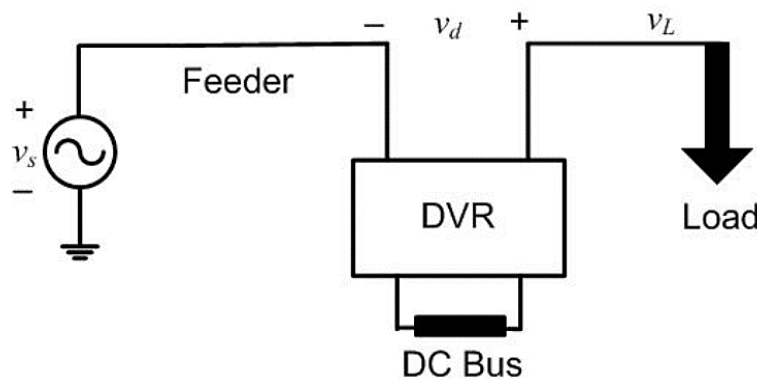 − v_d + v_L
Feeder
+
v_s
−
DVR
Load
DC Bus